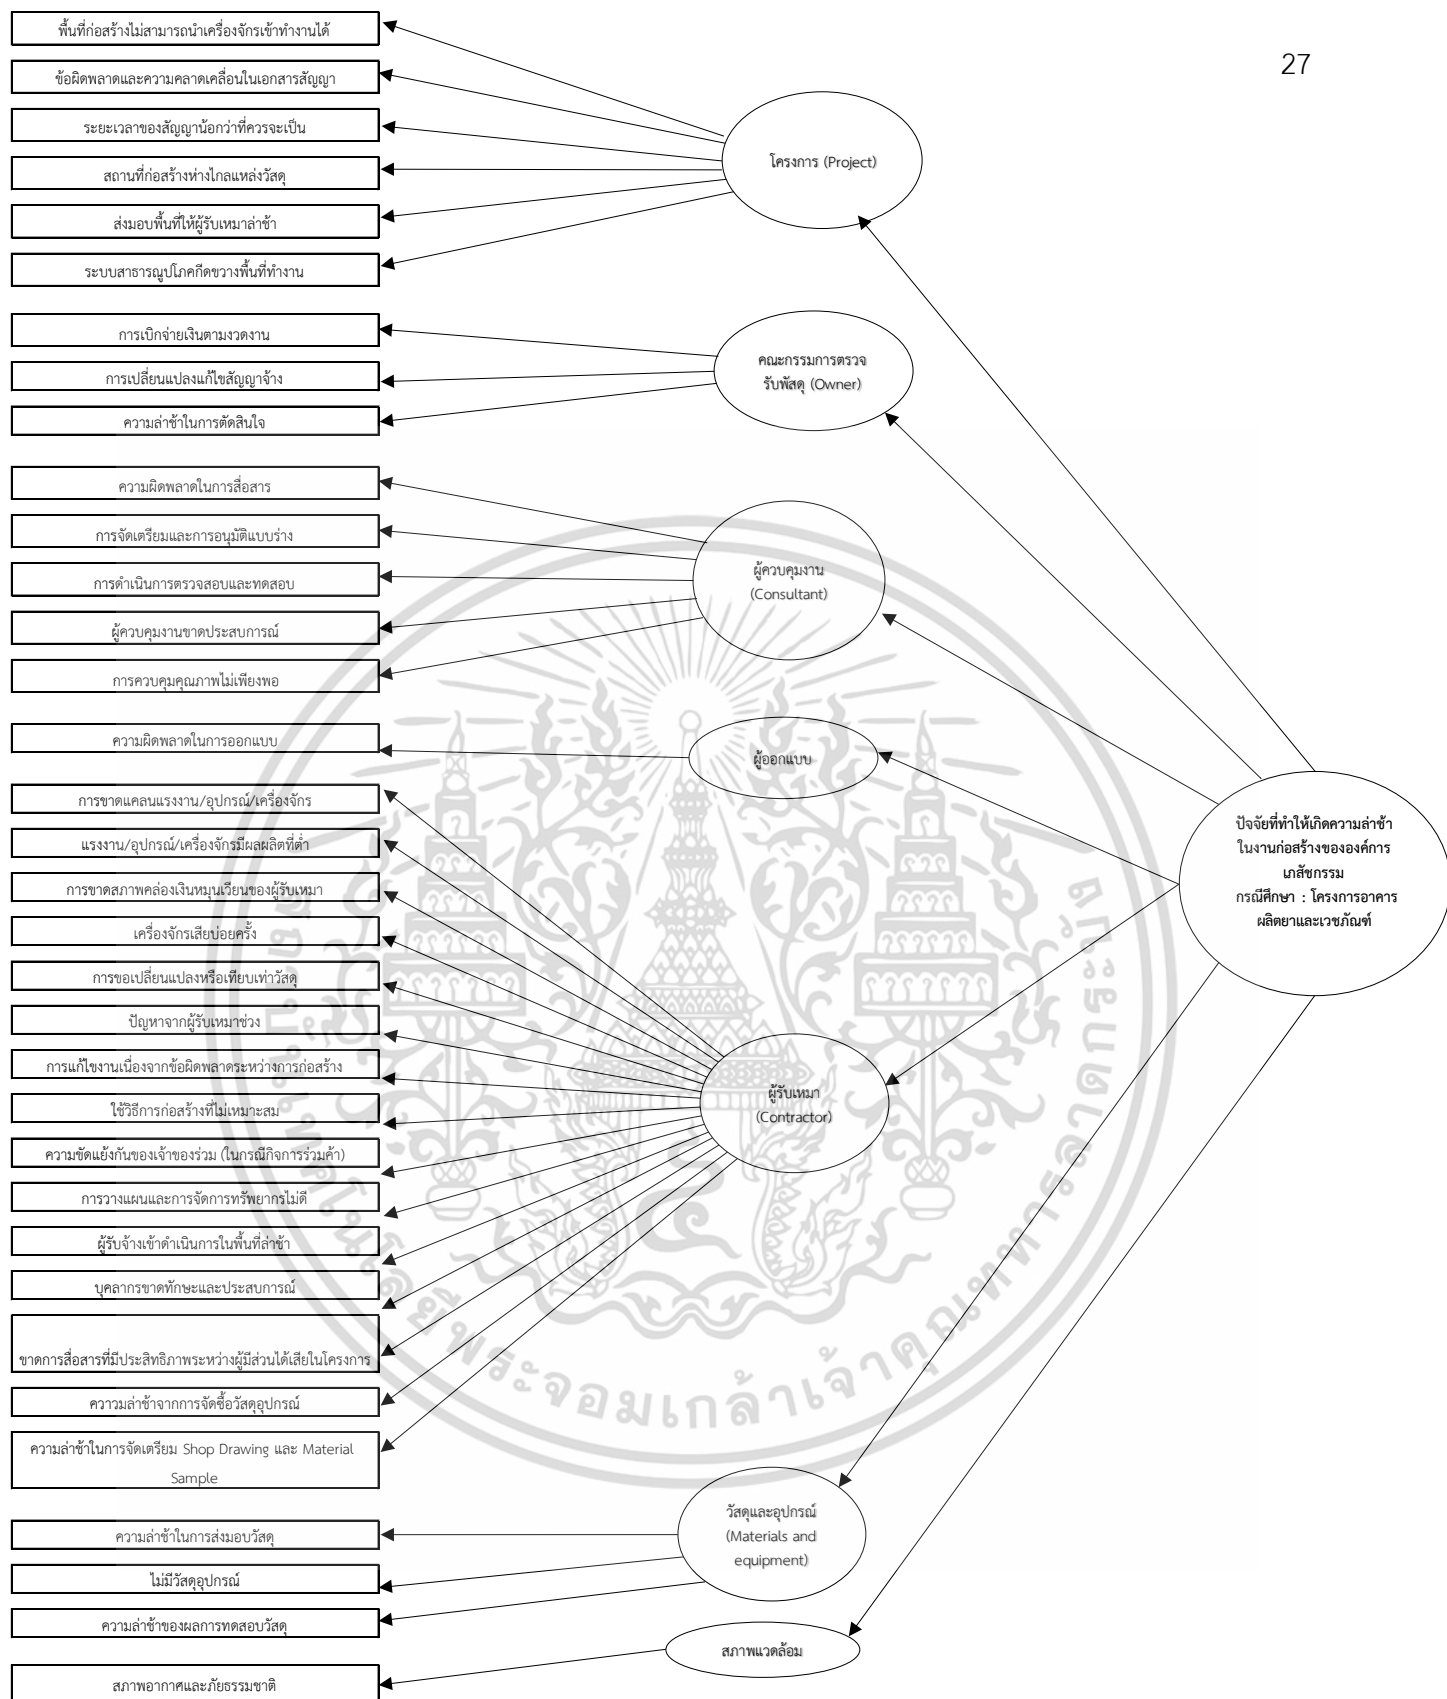 27
พื้นที่ก่อสร้างไม่สามารถนำเครื่องจักรเข้าทำงานได้
ข้อผิดพลาดและความคลาดเคลื่อนในเอกสารสัญญา
ระยะเวลาของสัญญาน้อกว่าที่ควรจะเป็น
สถานที่ก่อสร้างห่างไกลแหล่งวัสดุ
ส่งมอบพื้นที่ให้ผู้รับเหมาล่าช้า
ระบบสาธารณูปโภคกีดขวางพื้นที่ทำงาน
โครงการ (Project)
การเบิกจ่ายเงินตามงวดงาน
การเปลี่ยนแปลงแก้ไขสัญญาจ้าง
ความล่าช้าในการตัดสินใจ
คณะกรรมการตรวจ
รับพัสดุ (Owner)
ความผิดพลาดในการสื่อสาร
การจัดเตรียมและการอนุมัติแบบร่าง
การดำเนินการตรวจสอบและทดสอบ
ผู้ควบคุมงานขาดประสบการณ์
การควบคุมคุณภาพไม่เพียงพอ
ผู้ควบคุมงาน
(Consultant)
ความผิดพลาดในการออกแบบ
ผู้ออกแบบ
การขาดแคลนแรงงาน/อุปกรณ์/เครื่องจักร
แรงงาน/อุปกรณ์/เครื่องจักรมีผลผลิตที่ต่ำ
การขาดสภาพคล่องเงินหมุนเวียนของผู้รับเหมา
เครื่องจักรเสียบ่อยครั้ง
การขอเปลี่ยนแปลงหรือเทียบเท่าวัสดุ
ปัญหาจากผู้รับเหมาช่วง
การแก้ไขงานเนื่องจากข้อผิดพลาดระหว่างการก่อสร้าง
ใช้วิธีการก่อสร้างที่ไม่เหมาะสม
ความขัดแย้งกันของเจ้าของร่วม (ในกรณีกิจการร่วมค้า)
การวางแผนและการจัดการทรัพยากรไม่ดี
ผู้รับจ้างเข้าดำเนินการในพื้นที่ล่าช้า
บุคลากรขาดทักษะและประสบการณ์
ขาดการสื่อสารที่มีประสิทธิภาพระหว่างผู้มีส่วนได้เสียในโครงการ
ควาวมล่าช้าจากการจัดซื้อวัสดุอุปกรณ์
ความล่าช้าในการจัดเตรียม Shop Drawing และ Material
Sample
ผู้รับเหมา
(Contractor)
ความล่าช้าในการส่งมอบวัสดุ
ไม่มีวัสดุอุปกรณ์
ความล่าช้าของผลการทดสอบวัสดุ
วัสดุและอุปกรณ์
(Materials and
equipment)
สภาพอากาศและภัยธรรมชาติ
สภาพแวดล้อม
ปัจจัยที่ทำให้เกิดความล่าช้า
ในงานก่อสร้างขององค์การ
เภสัชกรรม
กรณีศึกษา : โครงการอาคาร
ผลิตยาและเวชภัณฑ์
สถาบันเทคโนโลยีพระจอมเกล้าเจ้าคุณทหารลาดกระบัง